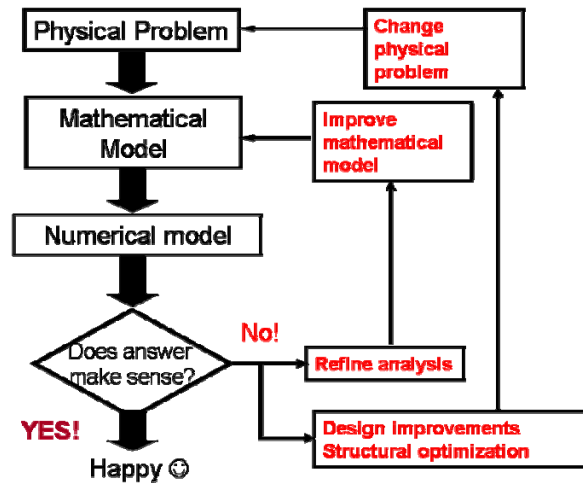 Physical Problem
Change
physical
problem
Mathematical
Model
Improve
mathematical
model
Numerical model
No!
Does answer
make sense?
Refine analysis
YES!
Design improvements
Structural optimization
Happy ☺